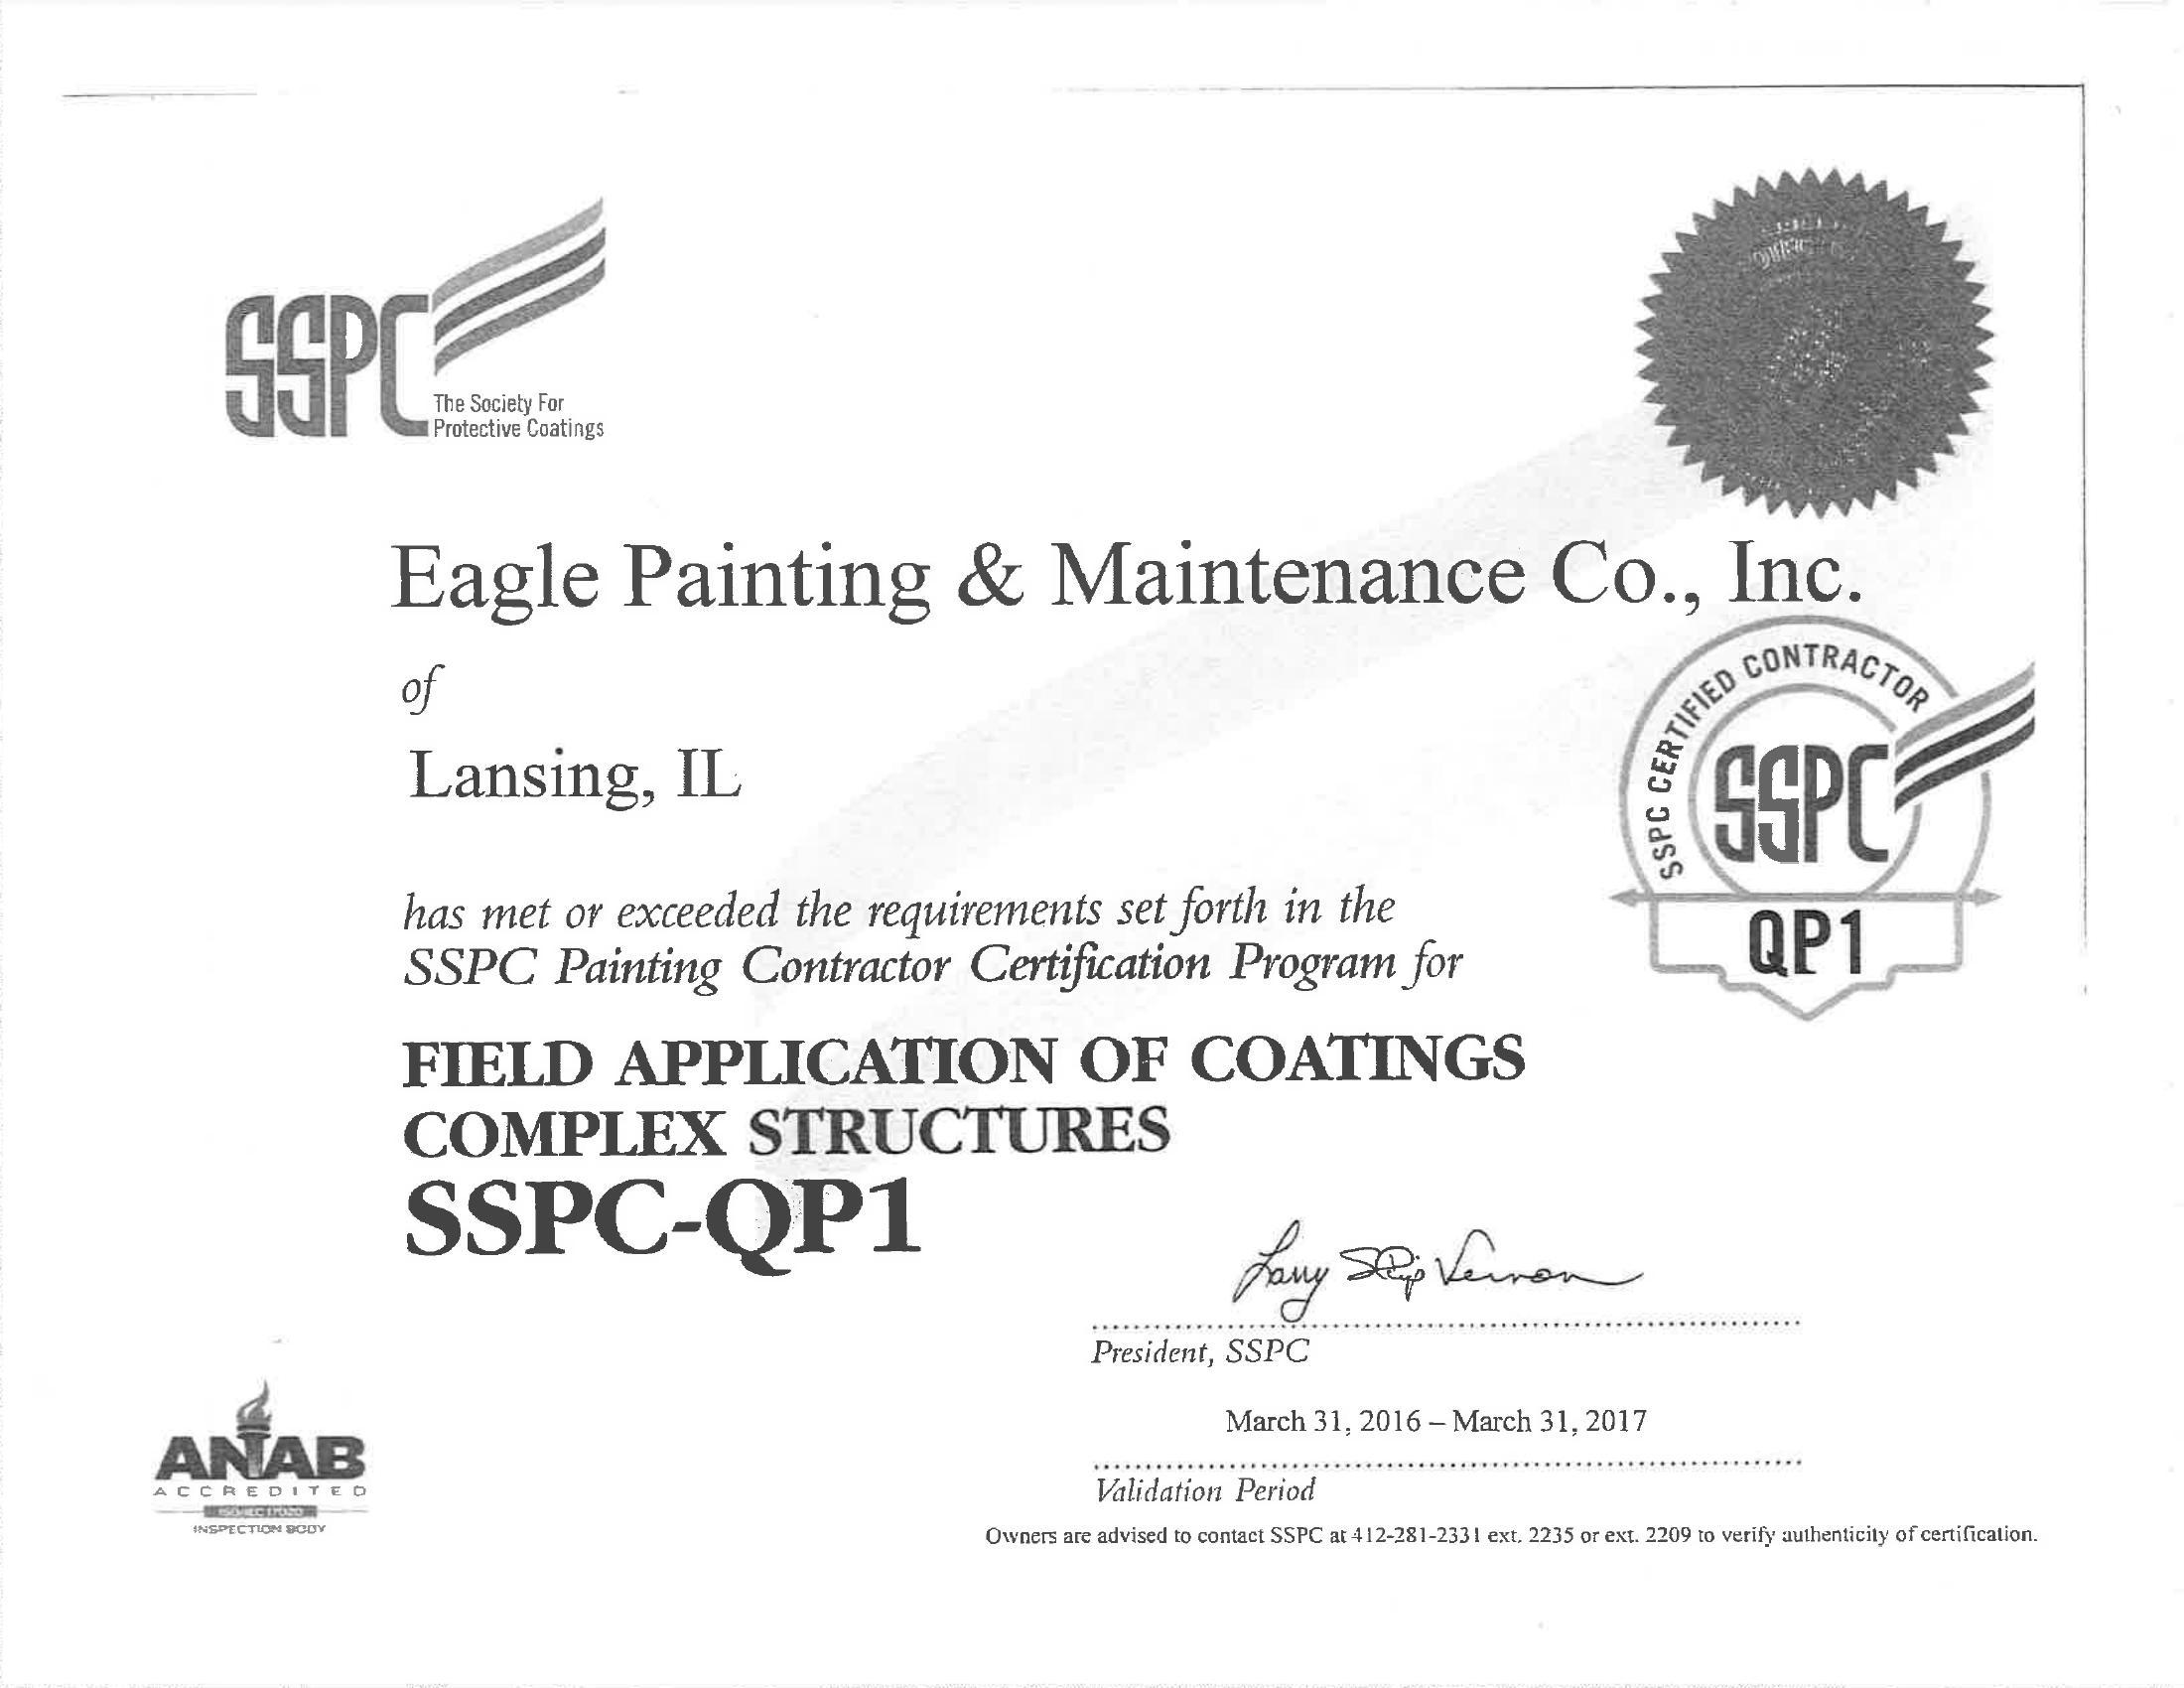 SSPC
The Society For
Protective Coatings
Eagle Painting & Maintenance Co., Inc.
of
Lansing, IL
SSPC CERTIFIED CONTRACTOR
SSPC
QP1
has met or exceeded the requirements set forth in the
SSPC Painting Contractor Certification Program for
FIELD APPLICATION OF COATINGS
COMPLEX STRUCTURES
SSPC-QP1
Larry Skip Vernon
President, SSPC
March 31, 2016 – March 31, 2017
Validation Period
ANAB
ACCREDITED
ISO/IEC 17020
INSPECTION BODY
Owners are advised to contact SSPC at 412-281-2331 ext. 2235 or ext. 2209 to verify authenticity of certification.